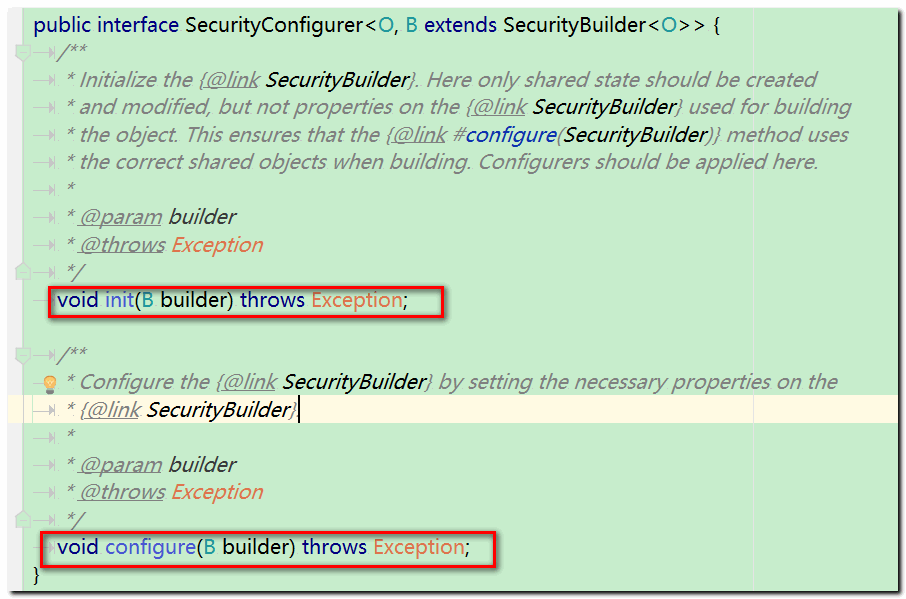 public interface SecurityConfigurer<O, B extends SecurityBuilder<O>> {
/**
* Initialize the {@link SecurityBuilder}. Here only shared state should be created
* and modified, but not properties on the {@link SecurityBuilder} used for building
* the object. This ensures that the {@link #configure(SecurityBuilder)} method uses
* the correct shared objects when building. Configurers should be applied here.
*
* @param builder
* @throws Exception
*/
void init(B builder) throws Exception;
/**
* Configure the {@link SecurityBuilder} by setting the necessary properties on the
* {@link SecurityBuilder}.
*
* @param builder
* @throws Exception
*/
void configure(B builder) throws Exception;
}